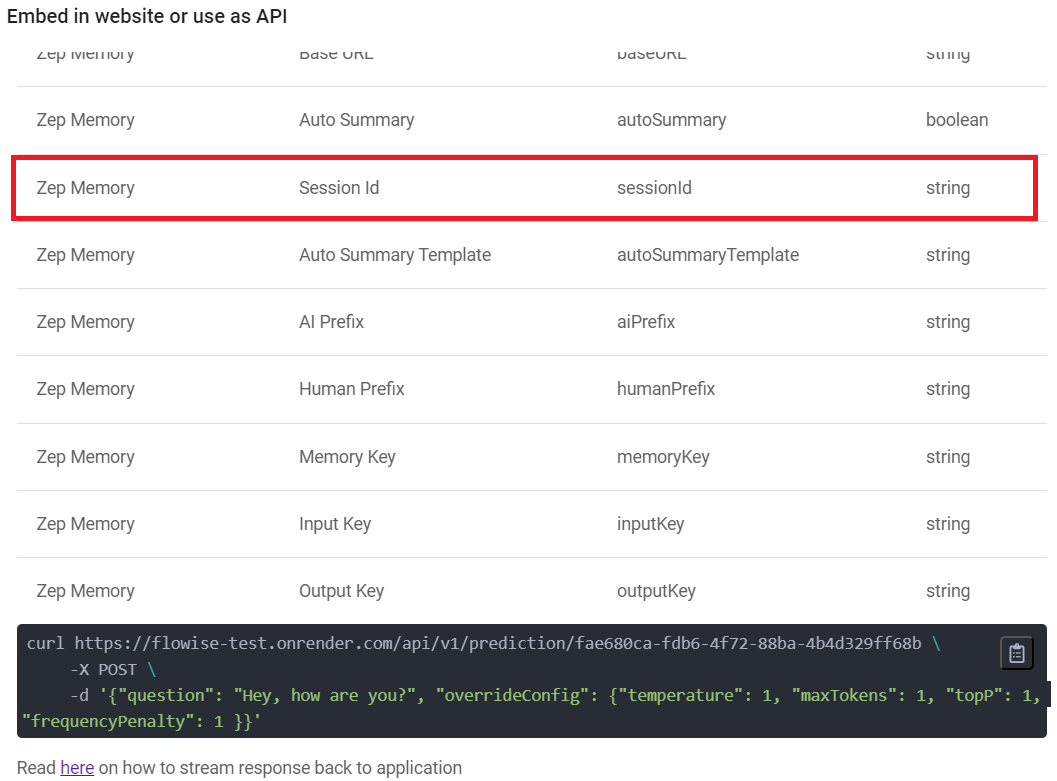 Embed in website or use as API
Zep Memory Base URL baseURL string
Zep Memory Auto Summary autoSummary boolean
Zep Memory Session Id sessionId string
Zep Memory Auto Summary Template autoSummaryTemplate string
Zep Memory AI Prefix aiPrefix string
Zep Memory Human Prefix humanPrefix string
Zep Memory Memory Key memoryKey string
Zep Memory Input Key inputKey string
Zep Memory Output Key outputKey string
curl https://flowise-test.onrender.com/api/v1/prediction/fae680ca-fdb6-4f72-88ba-4b4d329ff68b \
-X POST \
-d '{"question": "Hey, how are you?", "overrideConfig": {"temperature": 1, "maxTokens": 1, "topP": 1,
"frequencyPenalty": 1 }}'
Read here on how to stream response back to application